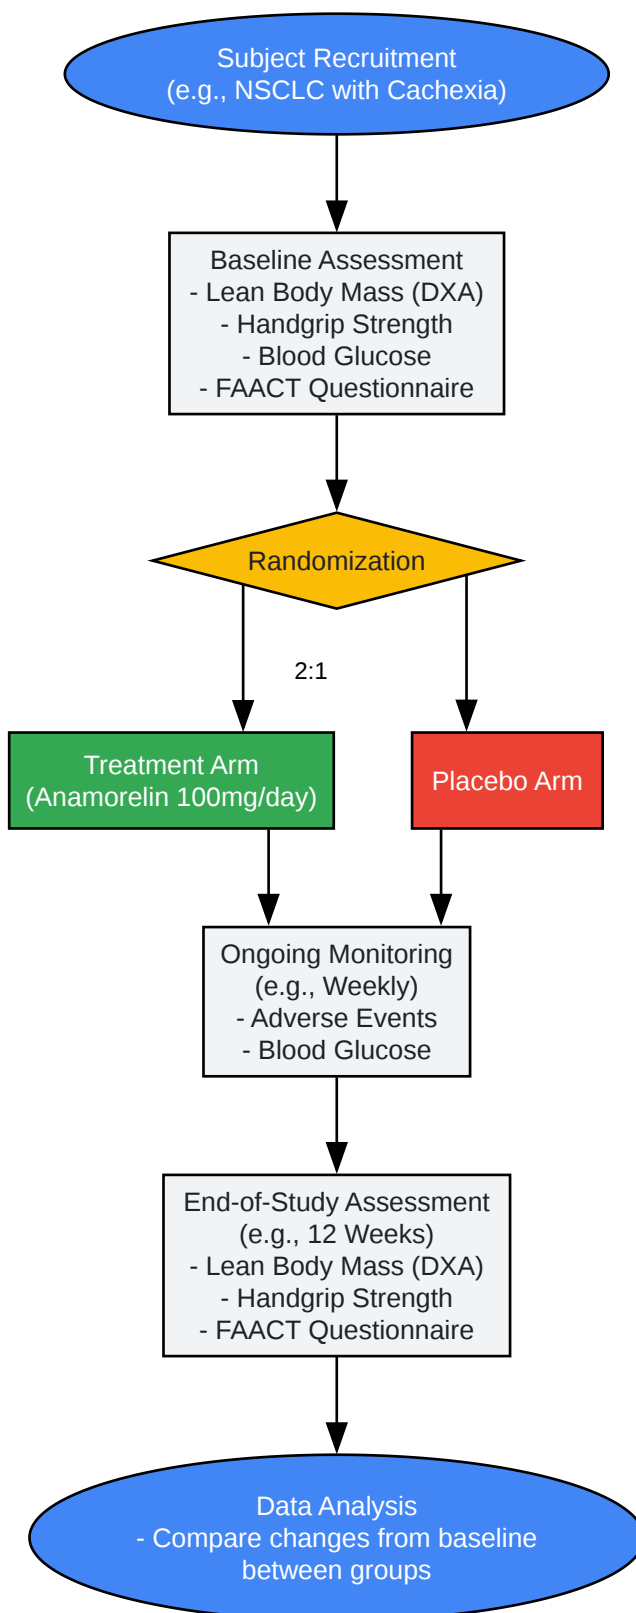 Subject Recruitment
(e.g., NSCLC with Cachexia)
Baseline Assessment
- Lean Body Mass (DXA)
- Handgrip Strength
- Blood Glucose
- FAACT Questionnaire
Randomization
2:1
Treatment Arm
(Anamorelin 100mg/day)
Placebo Arm
Ongoing Monitoring
(e.g., Weekly)
- Adverse Events
- Blood Glucose
End-of-Study Assessment
(e.g., 12 Weeks)
- Lean Body Mass (DXA)
- Handgrip Strength
- FAACT Questionnaire
Data Analysis
- Compare changes from baseline
between groups